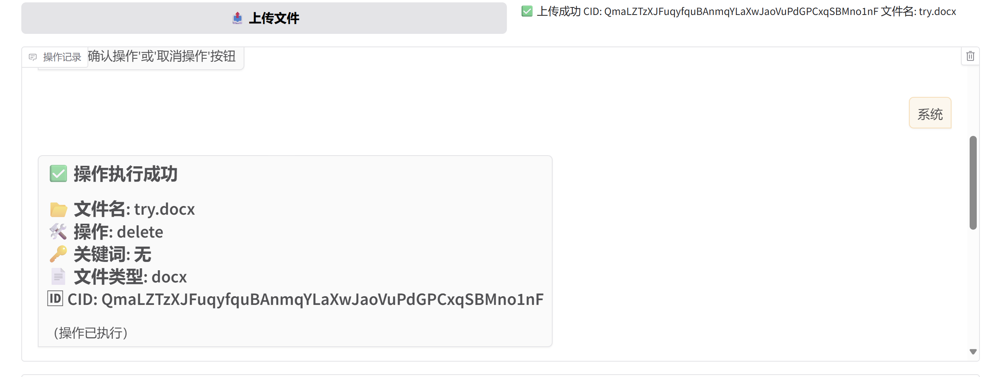 上传文件
上传成功 CID: QmaLZTzXJFuqyfquBAnmqYLaXwJaoVuPdGPCxqSBMno1nF 文件名: try.docx
操作记录
确认操作'或'取消操作'按钮
系统
操作执行成功
文件名: try.docx
操作: delete
关键词: 无
文件类型: docx
ID CID: QmaLZTzXJFuqyfquBAnmqYLaXwJaoVuPdGPCxqSBMno1nF
（操作已执行）